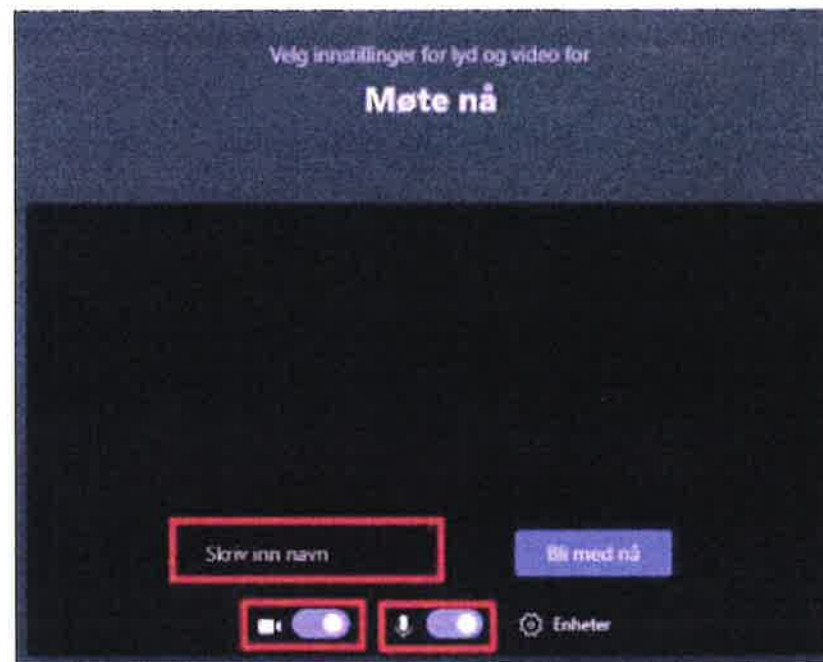 Velg innstillinger for lyd og video for
Møte nå
Skriv inn navn
Bli med nå
Enheter